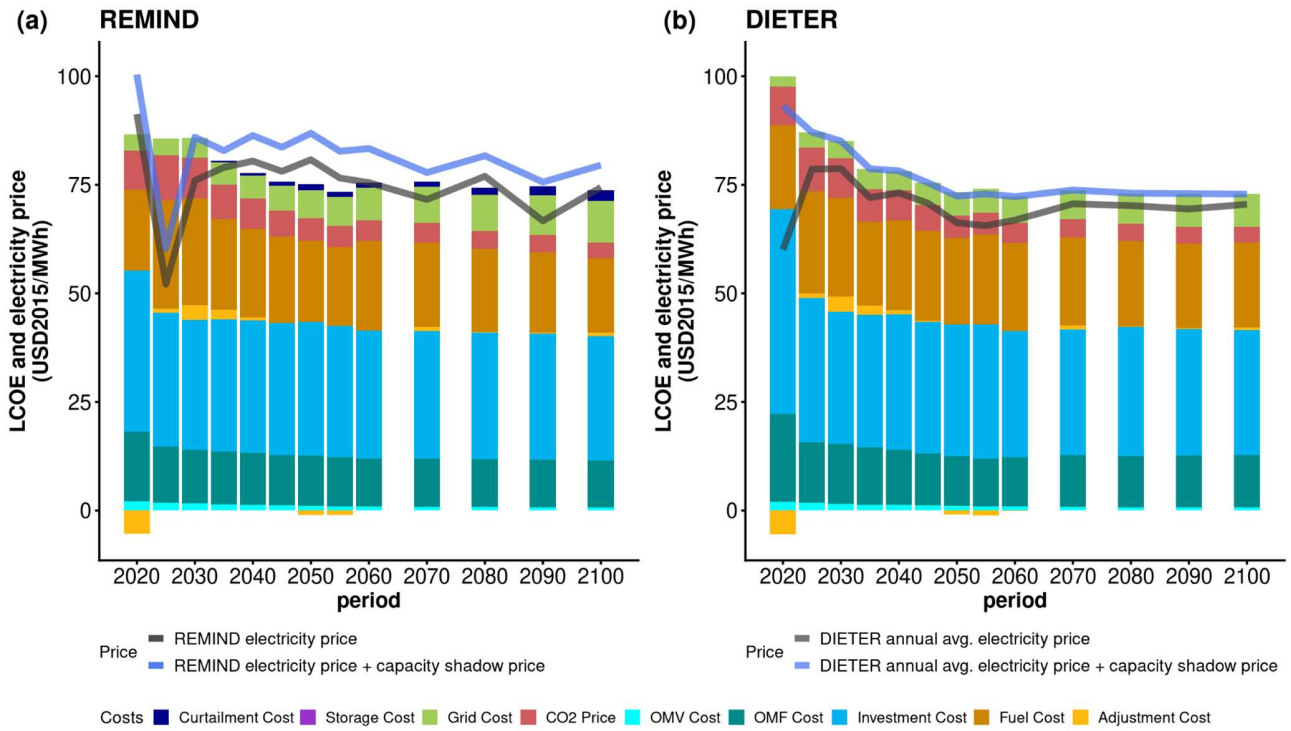 (a) REMIND
LCOE and electricity price
(USD2015/MWh)
100
75
50
25
0
2020 2030 2040 2050 2060 2070 2080 2090 2100
period
Price
REMIND electricity price
REMIND electricity price + capacity shadow price
(b) DIETER
LCOE and electricity price
(USD2015/MWh)
100
75
50
25
0
2020 2030 2040 2050 2060 2070 2080 2090 2100
period
Price
DIETER annual avg. electricity price
DIETER annual avg. electricity price + capacity shadow price
Costs Curtailment Cost Storage Cost Grid Cost CO2 Price OMV Cost OMF Cost Investment Cost Fuel Cost Adjustment Cost